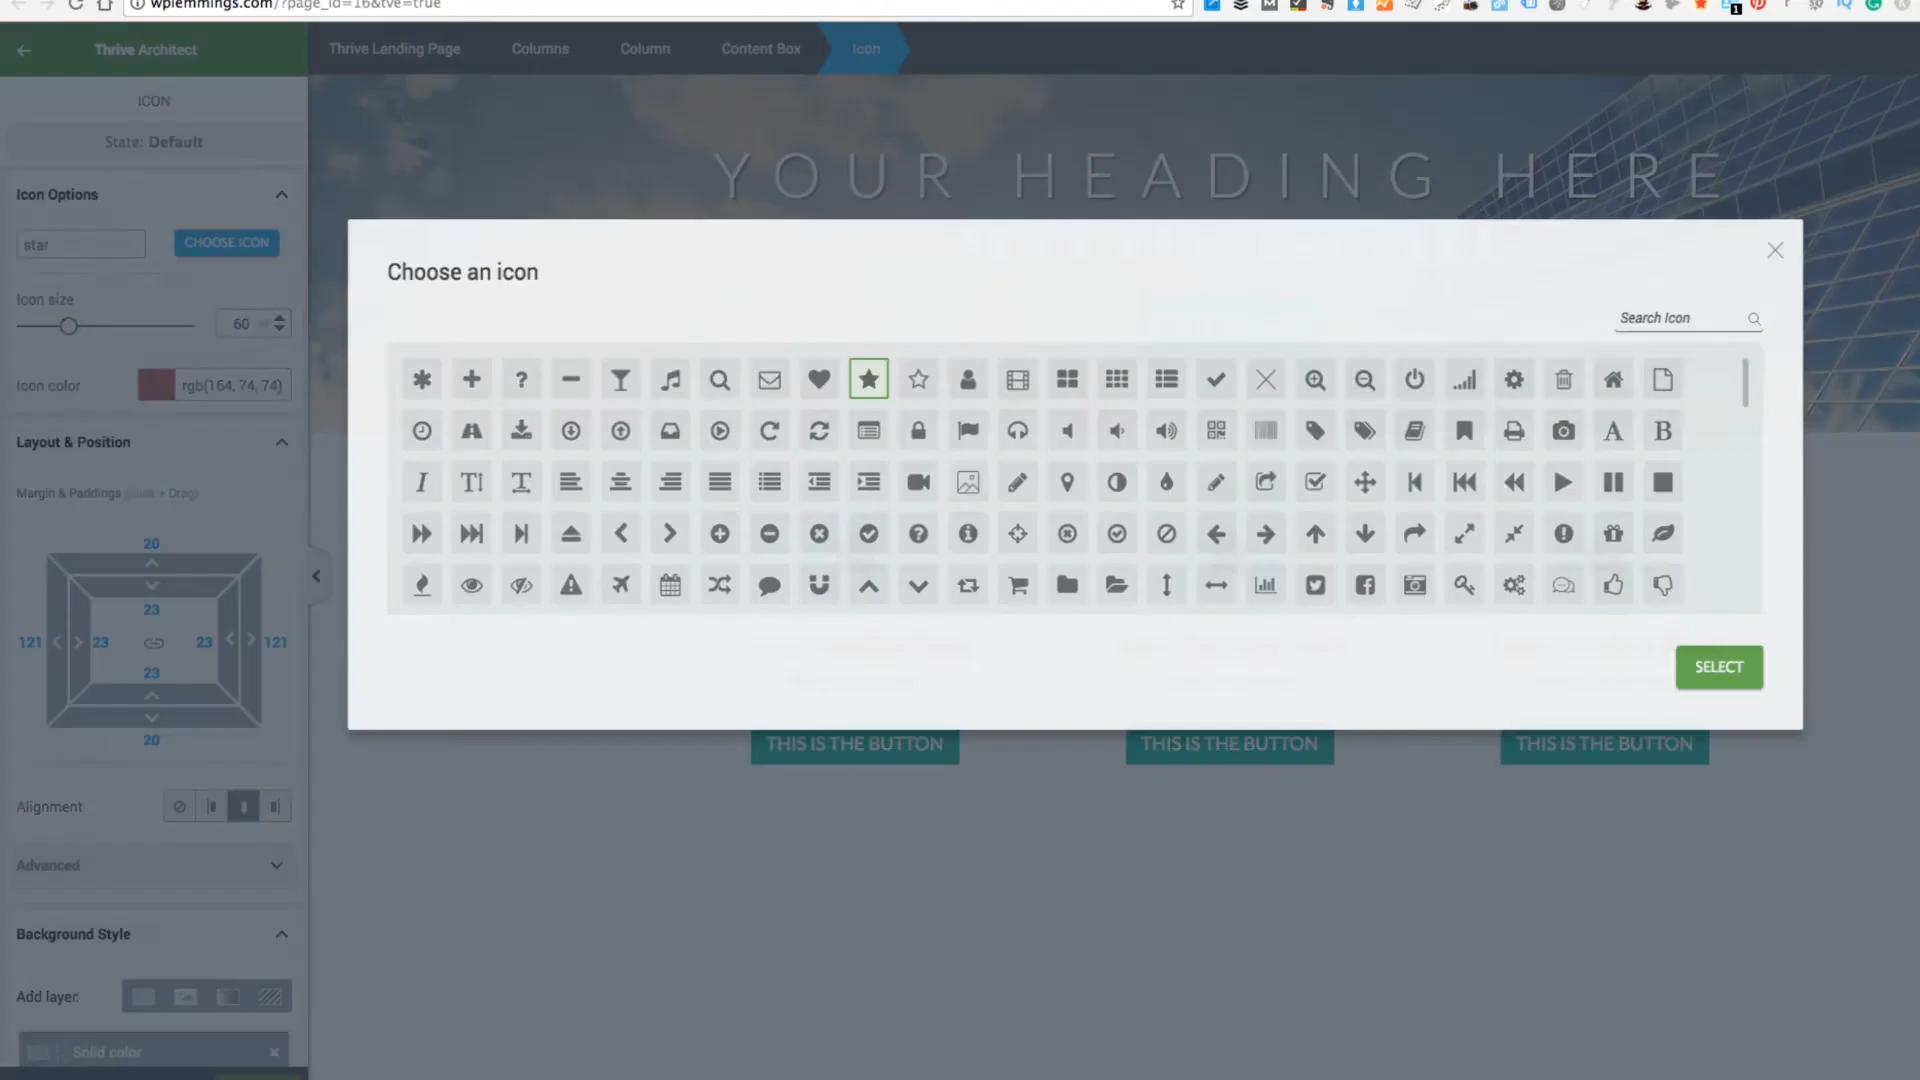 wplemmings.com/?page_id=16&tve=true
Thrive Architect
Thrive Landing Page
Columns
Column
Content Box
Icon
ICON
State: Default
YOUR HEADING HERE
Icon Options
star
CHOOSE ICON
Icon size
60
Icon color
rgb(164, 74, 74)
Layout & Position
Margin & Paddings (Click + Drag)
20
23
121
23
23
121
23
20
Alignment
Advanced
Background Style
Add layer:
Solid color
Choose an icon
Search Icon
SELECT
THIS IS THE BUTTON
THIS IS THE BUTTON
THIS IS THE BUTTON